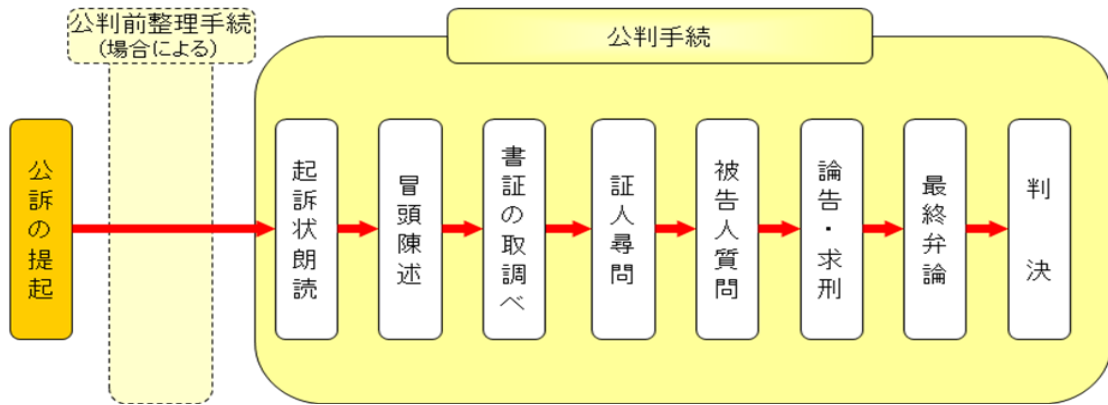 公判前整理手続
(場合による)
公判手続
公訴の提起
起訴状朗読
冒頭陳述
書証の取調べ
証人尋問
被告人質問
論告・求刑
最終弁論
判決